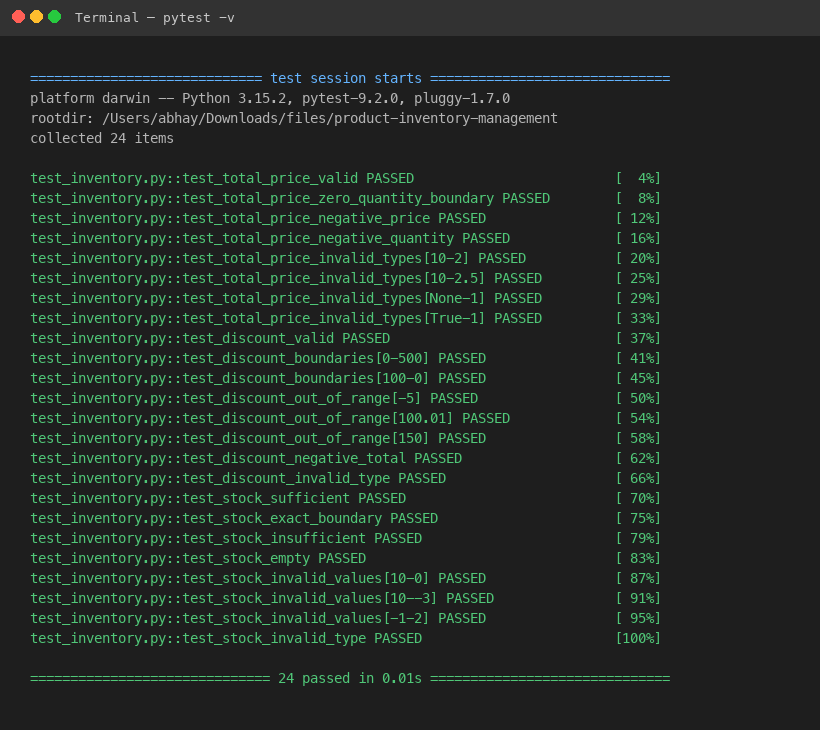 Terminal — pytest -v
============================= test session starts ==============================
platform darwin -- Python 3.15.2, pytest-9.2.0, pluggy-1.7.0
rootdir: /Users/abhay/Downloads/files/product-inventory-management
collected 24 items
test_inventory.py::test_total_price_valid PASSED [  4%]
test_inventory.py::test_total_price_zero_quantity_boundary PASSED [  8%]
test_inventory.py::test_total_price_negative_price PASSED [ 12%]
test_inventory.py::test_total_price_negative_quantity PASSED [ 16%]
test_inventory.py::test_total_price_invalid_types[10-2] PASSED [ 20%]
test_inventory.py::test_total_price_invalid_types[10-2.5] PASSED [ 25%]
test_inventory.py::test_total_price_invalid_types[None-1] PASSED [ 29%]
test_inventory.py::test_total_price_invalid_types[True-1] PASSED [ 33%]
test_inventory.py::test_discount_valid PASSED [ 37%]
test_inventory.py::test_discount_boundaries[0-500] PASSED [ 41%]
test_inventory.py::test_discount_boundaries[100-0] PASSED [ 45%]
test_inventory.py::test_discount_out_of_range[-5] PASSED [ 50%]
test_inventory.py::test_discount_out_of_range[100.01] PASSED [ 54%]
test_inventory.py::test_discount_out_of_range[150] PASSED [ 58%]
test_inventory.py::test_discount_negative_total PASSED [ 62%]
test_inventory.py::test_discount_invalid_type PASSED [ 66%]
test_inventory.py::test_stock_sufficient PASSED [ 70%]
test_inventory.py::test_stock_exact_boundary PASSED [ 75%]
test_inventory.py::test_stock_insufficient PASSED [ 79%]
test_inventory.py::test_stock_empty PASSED [ 83%]
test_inventory.py::test_stock_invalid_values[10-0] PASSED [ 87%]
test_inventory.py::test_stock_invalid_values[10--3] PASSED [ 91%]
test_inventory.py::test_stock_invalid_values[-1-2] PASSED [ 95%]
test_inventory.py::test_stock_invalid_type PASSED [100%]
============================== 24 passed in 0.01s ==============================